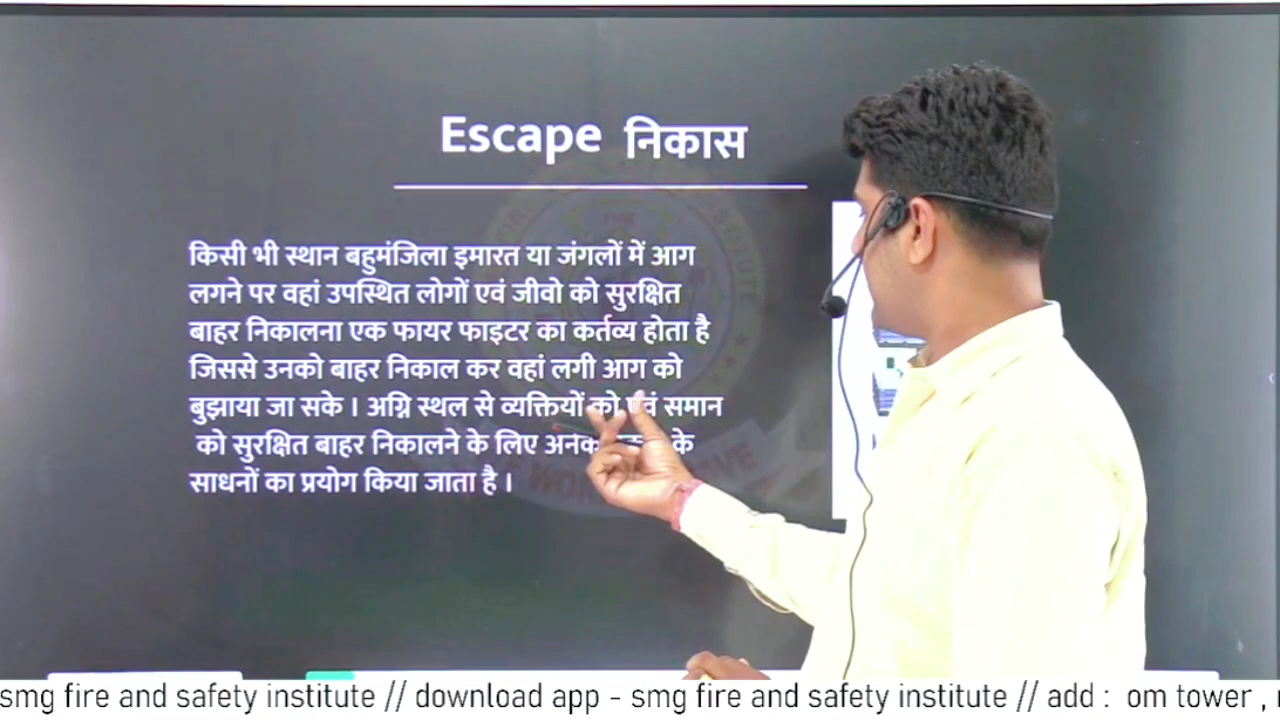 Escape निकास
किसी भी स्थान बहुमंजिला इमारत या जंगलों में आग
लगने पर वहां उपस्थित लोगों एवं जीवो को सुरक्षित
बाहर निकालना एक फायर फाइटर का कर्तव्य होता है
जिससे उनको बाहर निकाल कर वहां लगी आग को
बुझाया जा सके । अग्नि स्थल से व्यक्तियों को एवं समान
को सुरक्षित बाहर निकालने के लिए के
साधनों का प्रयोग किया जाता है ।
smg fire and safety institute // download app - smg fire and safety institute // add : om tower ,